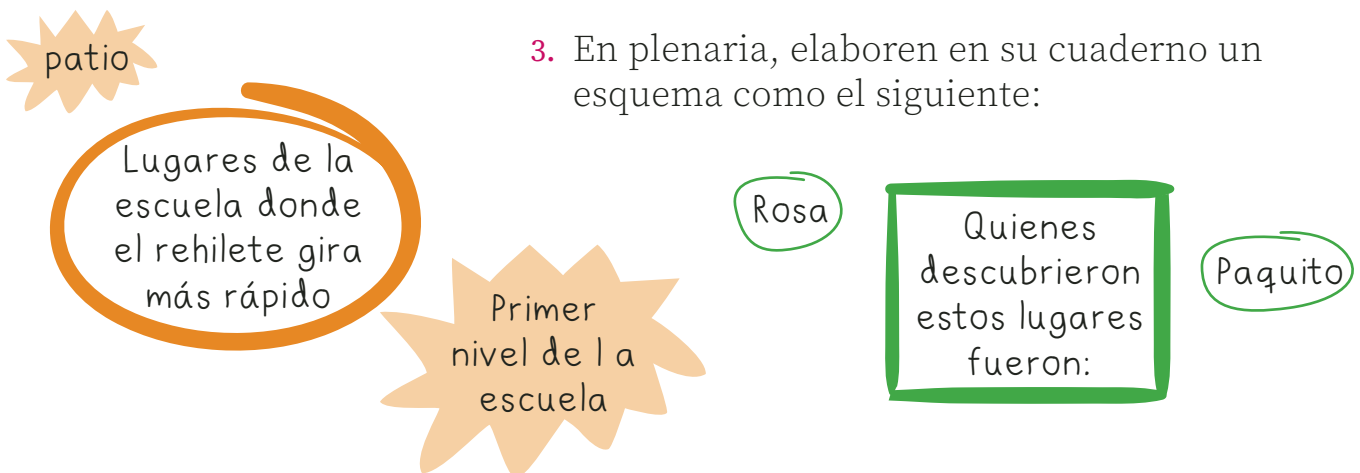 patio
3. En plenaria, elaboren en su cuaderno un
esquema como el siguiente:
Lugares de la
escuela donde
el rehilete gira
más rápido
Primer
nivel de l a
escuela
Rosa
Quienes
descubrieron
estos lugares
fueron:
Paquito